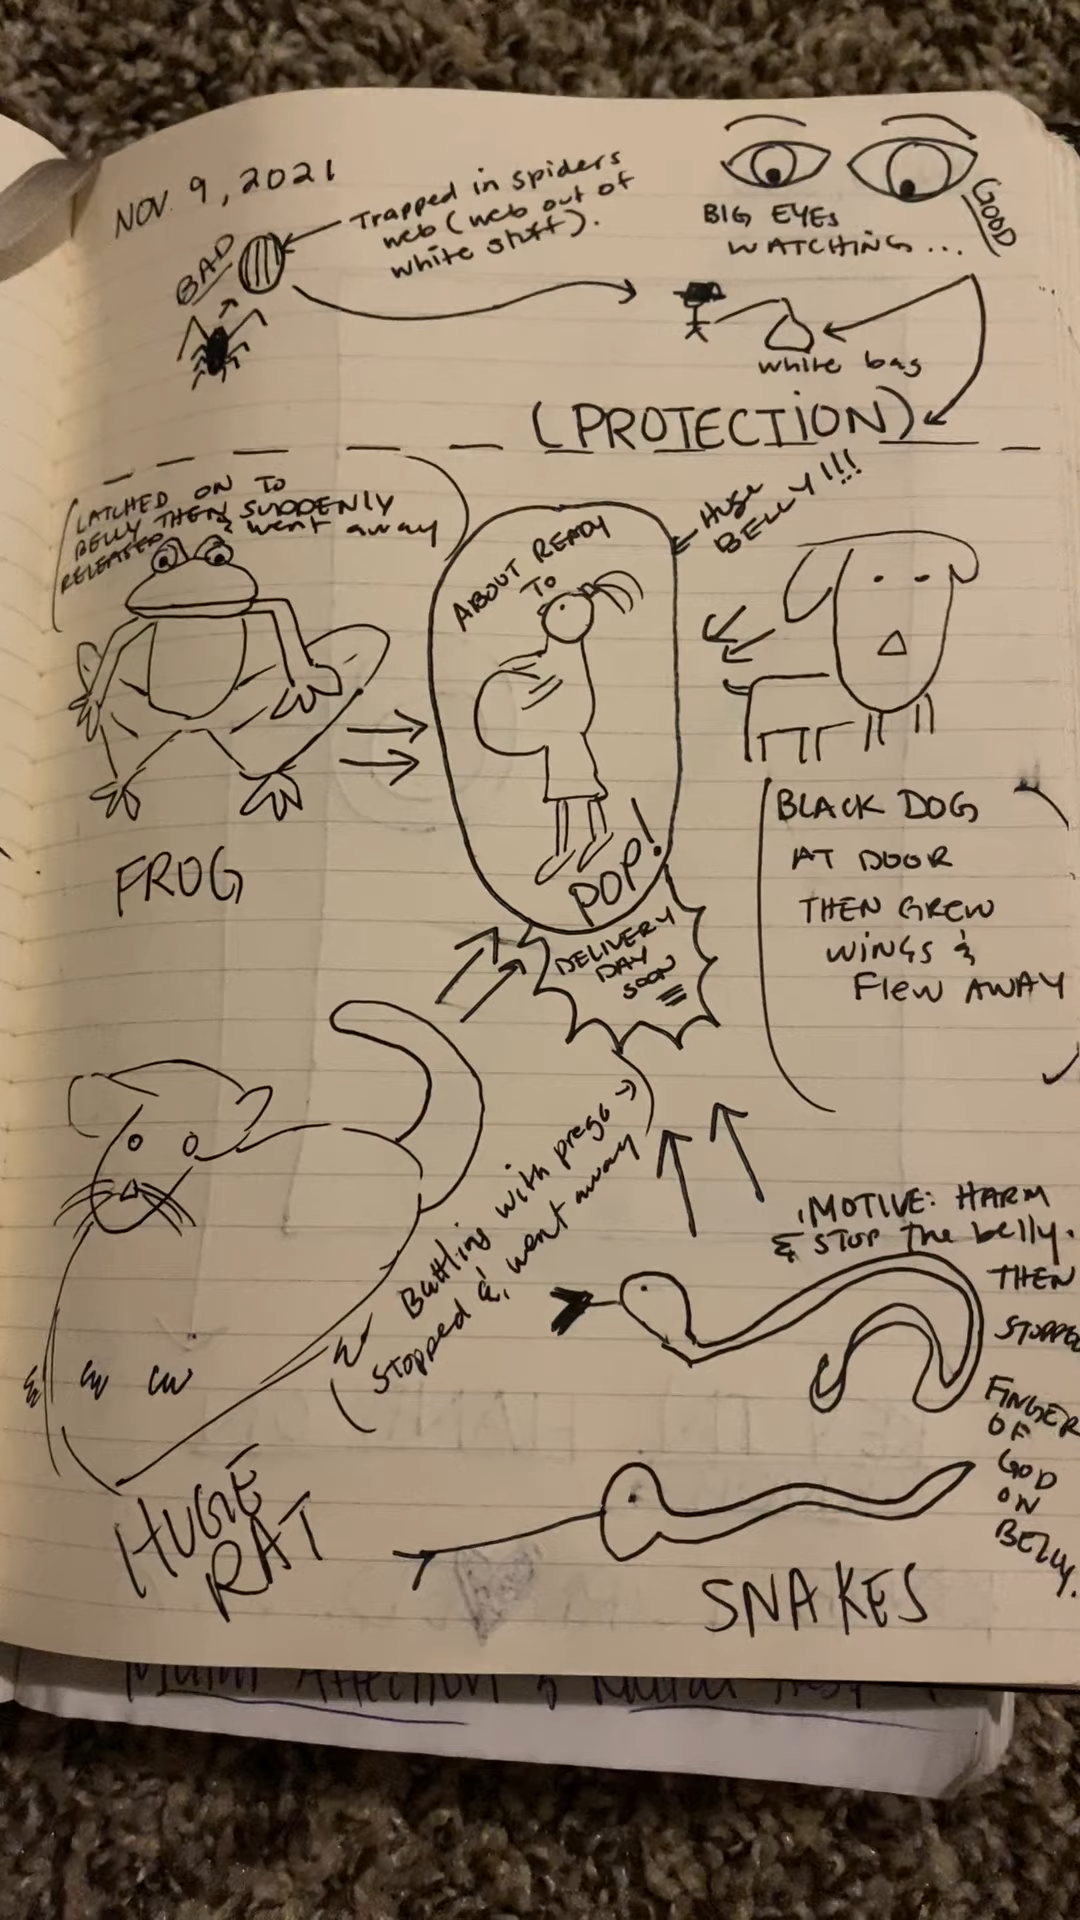 NOV. 9, 2021
BAD
Trapped in spiders
web (web out of
white stuff).
BIG EYES
WATCHING...
GOOD
white bag
(PROTECTION)
LATCHED ON TO
BELLY THEN SUDDENLY
RELEASED & went away
FROG
ABOUT READY
TO
POP!
HUGE
BELLY!!!
DELIVERY
DAY
SOON
BLACK DOG
AT DOOR
THEN GREW
WINGS &
FLEW AWAY
Battling with prego
stopped & went away
HUGE
RAT
MOTIVE: HARM
& STOP The belly.
THEN
STOPPED
FINGER
OF
GOD
ON
BELLY.
SNAKES